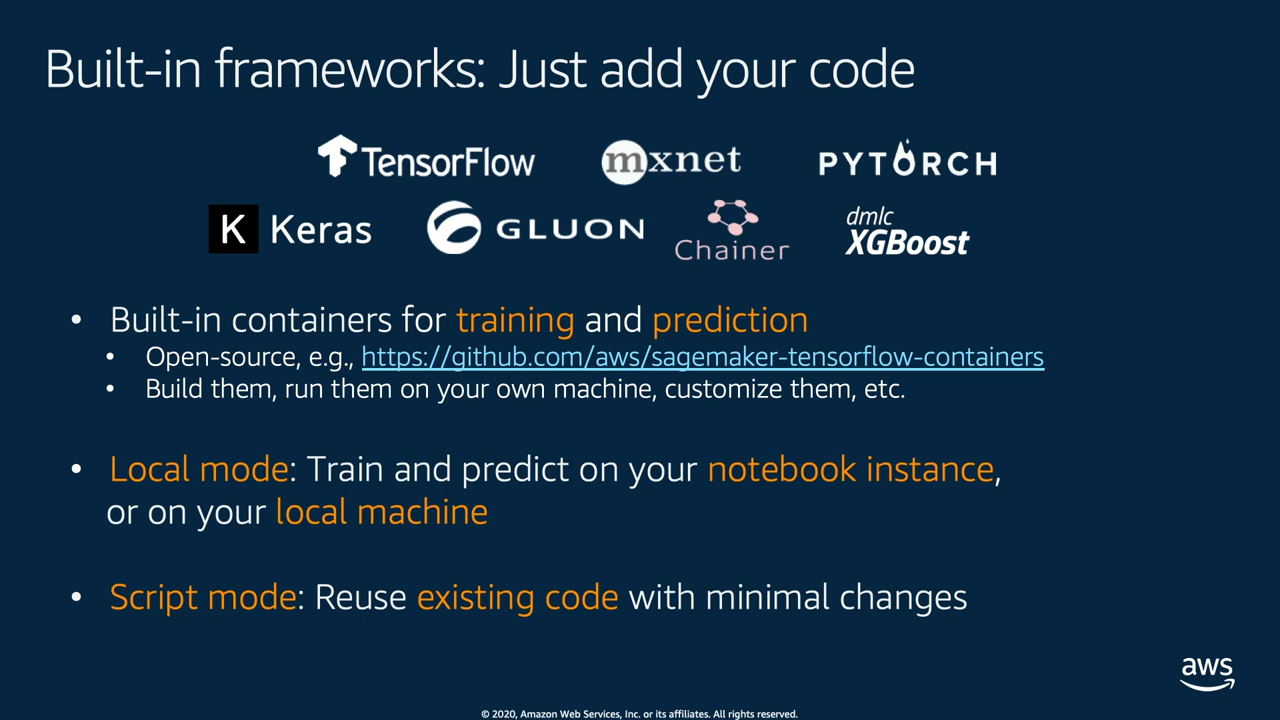 Built-in frameworks: Just add your code
TensorFlow mxnet PYTORCH
K Keras GLUON Chainer dmlc XGBoost
• Built-in containers for training and prediction
• Open-source, e.g., https://github.com/aws/sagemaker-tensorflow-containers
• Build them, run them on your own machine, customize them, etc.
• Local mode: Train and predict on your notebook instance,
or on your local machine
• Script mode: Reuse existing code with minimal changes
aws
© 2020, Amazon Web Services, Inc. or its affiliates. All rights reserved.